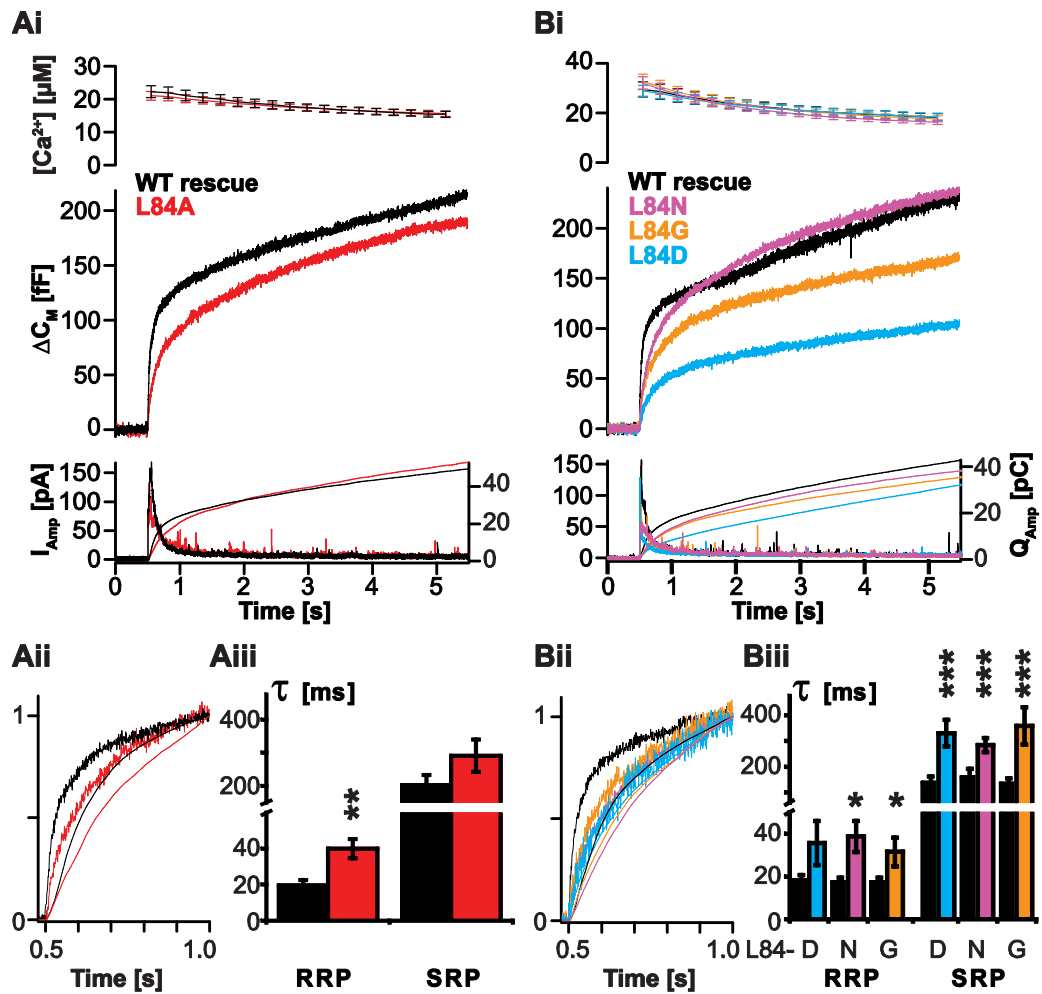 Ai
30
20
10
0
[Ca²⁺] [µM]
WT rescue
L84A
200
150
100
50
0
ΔC_M [fF]
150
100
50
0
I_Amp [pA]
40
20
0
0 1 2 3 4 5
Time [s]
Bi
40
20
0
WT rescue
L84N
L84G
L84D
200
150
100
50
0
150
100
50
0
40
20
0
Q_Amp [pC]
0 1 2 3 4 5
Time [s]
Aii
1
0
0.5 1.0
Time [s]
Aiii
τ [ms]
400
200
40
20
0
**
RRP SRP
Bii
1
0
0.5 1.0
Time [s]
Biii
τ [ms]
400
200
40
20
0
* * *** *** ***
L84- D N G D N G
RRP SRP